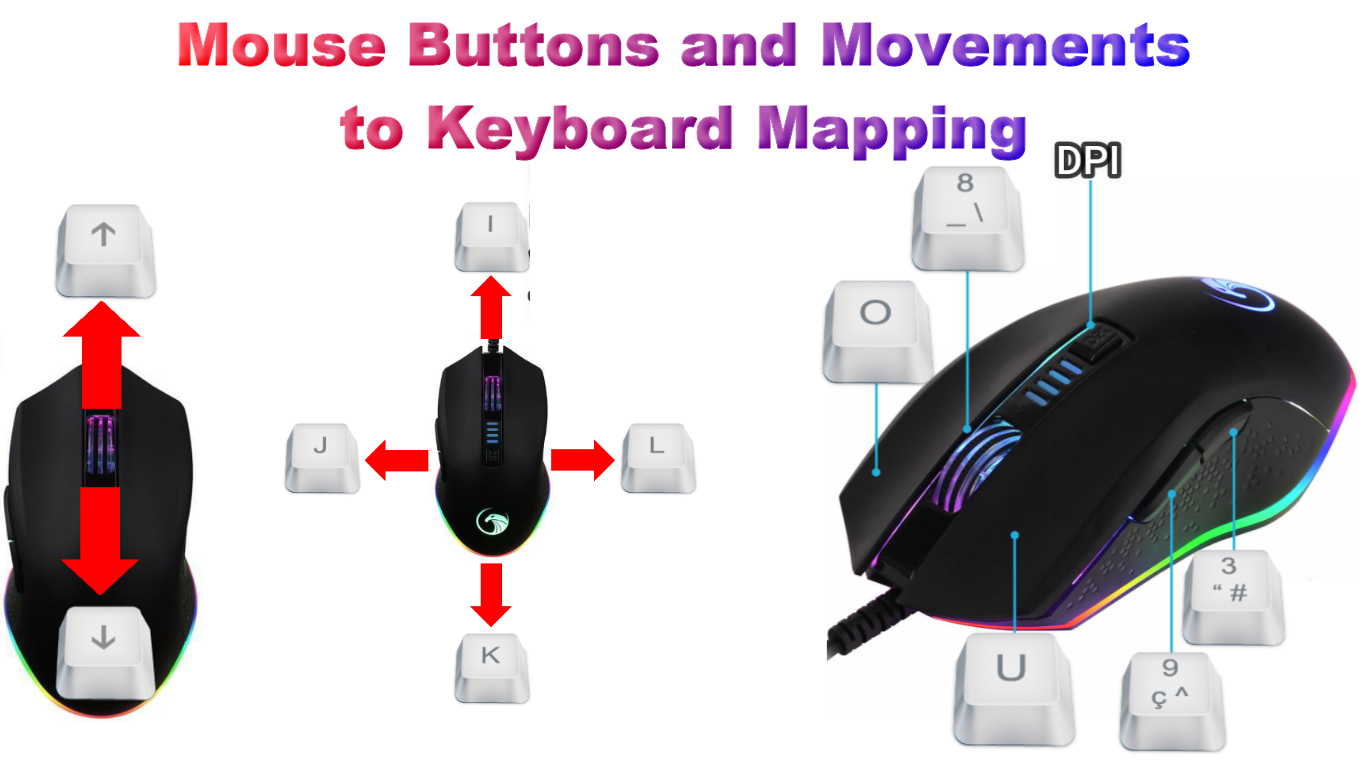 Mouse Buttons and Movements
to Keyboard Mapping
DPI
8
_ \
↑
I
O
J
L
3
“ #
↓
K
U
9
ç ^